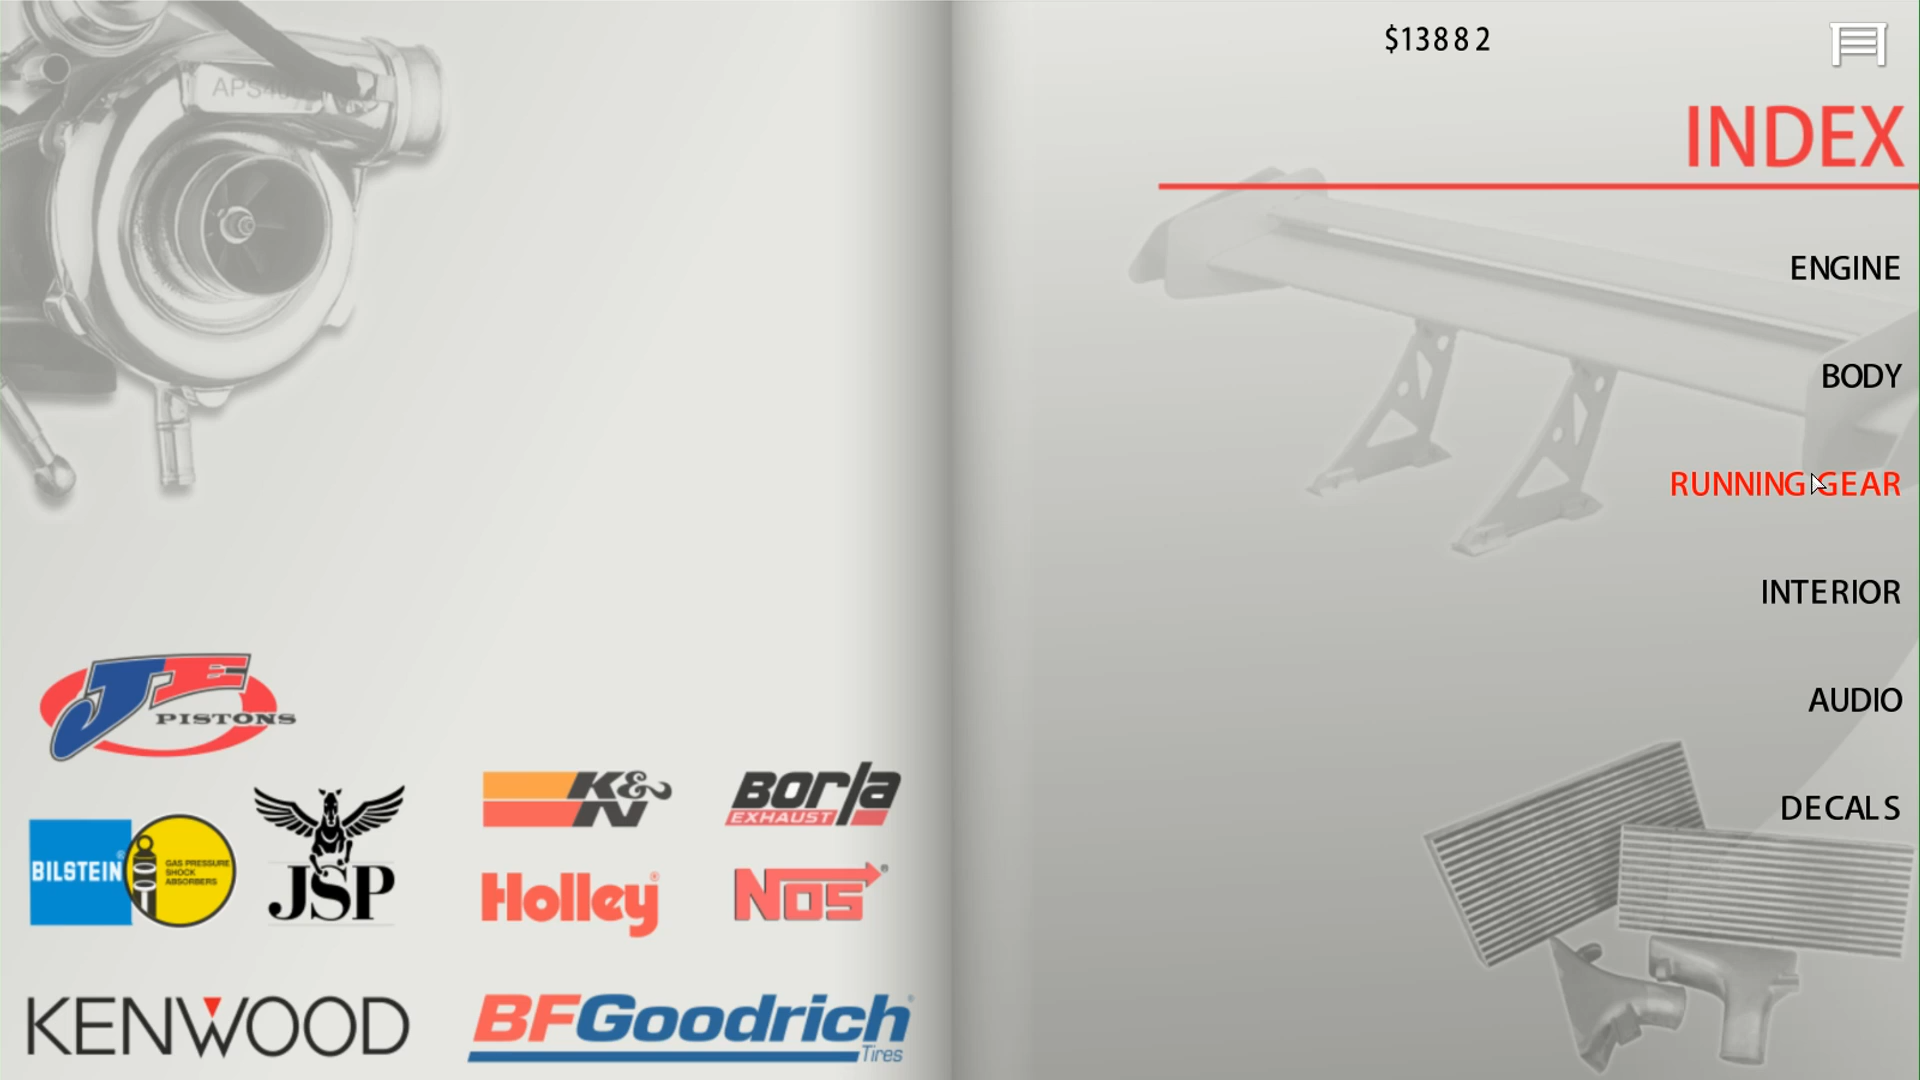 $13882
INDEX
ENGINE
BODY
RUNNING GEAR
INTERIOR
AUDIO
DECALS
JE
PISTONS
BILSTEIN®
GAS PRESSURE
SHOCK
ABSORBERS
JSP
K&N
Borla
EXHAUST
Holley®
NOS®
KENWOOD
BFGoodrich®
Tires